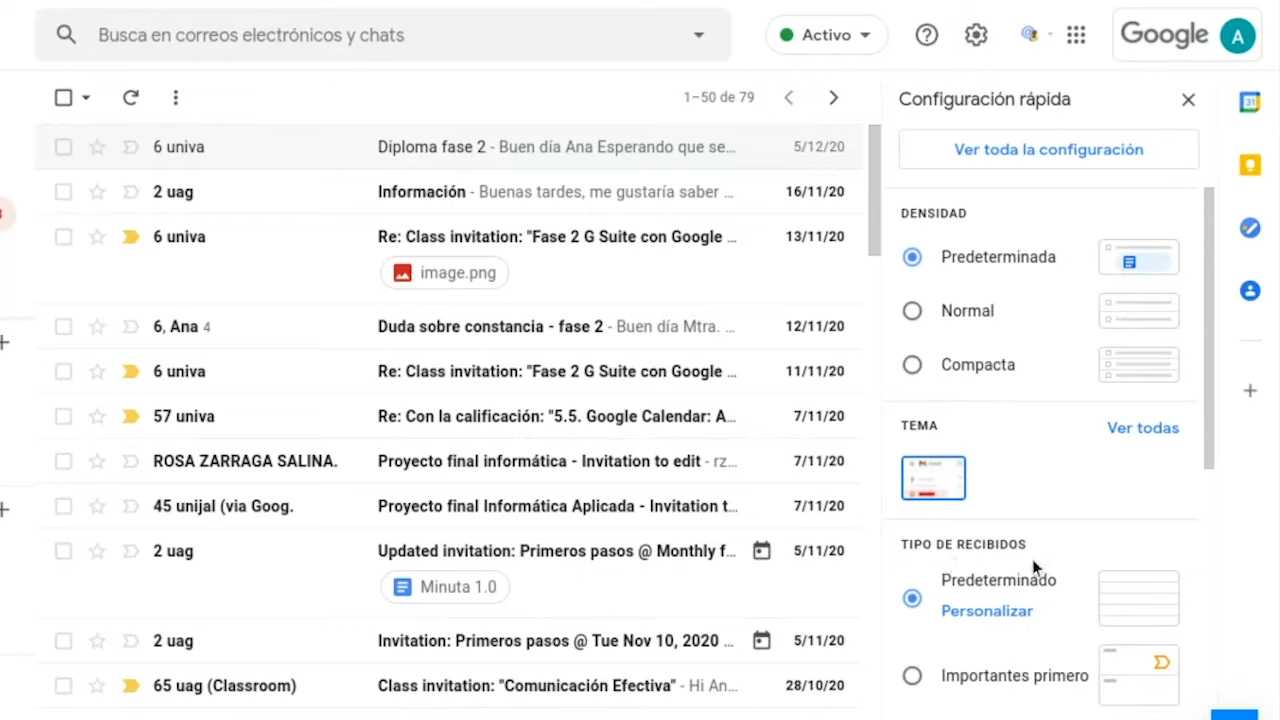 Busca en correos electrónicos y chats
Activo
Google
A
1–50 de 79
6 univa Diploma fase 2 - Buen día Ana Esperando que se… 5/12/20
2 uag Información - Buenas tardes, me gustaría saber … 16/11/20
6 univa Re: Class invitation: "Fase 2 G Suite con Google … 13/11/20
image.png
6, Ana 4 Duda sobre constancia - fase 2 - Buen día Mtra. … 12/11/20
6 univa Re: Class invitation: "Fase 2 G Suite con Google … 11/11/20
57 univa Re: Con la calificación: "5.5. Google Calendar: A… 7/11/20
ROSA ZARRAGA SALINA. Proyecto final informática - Invitation to edit - rz… 7/11/20
45 unijal (via Goog. Proyecto final Informática Aplicada - Invitation t… 7/11/20
2 uag Updated invitation: Primeros pasos @ Monthly f… 5/11/20
Minuta 1.0
2 uag Invitation: Primeros pasos @ Tue Nov 10, 2020 … 5/11/20
65 uag (Classroom) Class invitation: "Comunicación Efectiva" - Hi An… 28/10/20
Configuración rápida
Ver toda la configuración
DENSIDAD
Predeterminada
Normal
Compacta
TEMA
Ver todas
TIPO DE RECIBIDOS
Predeterminado
Personalizar
Importantes primero
31